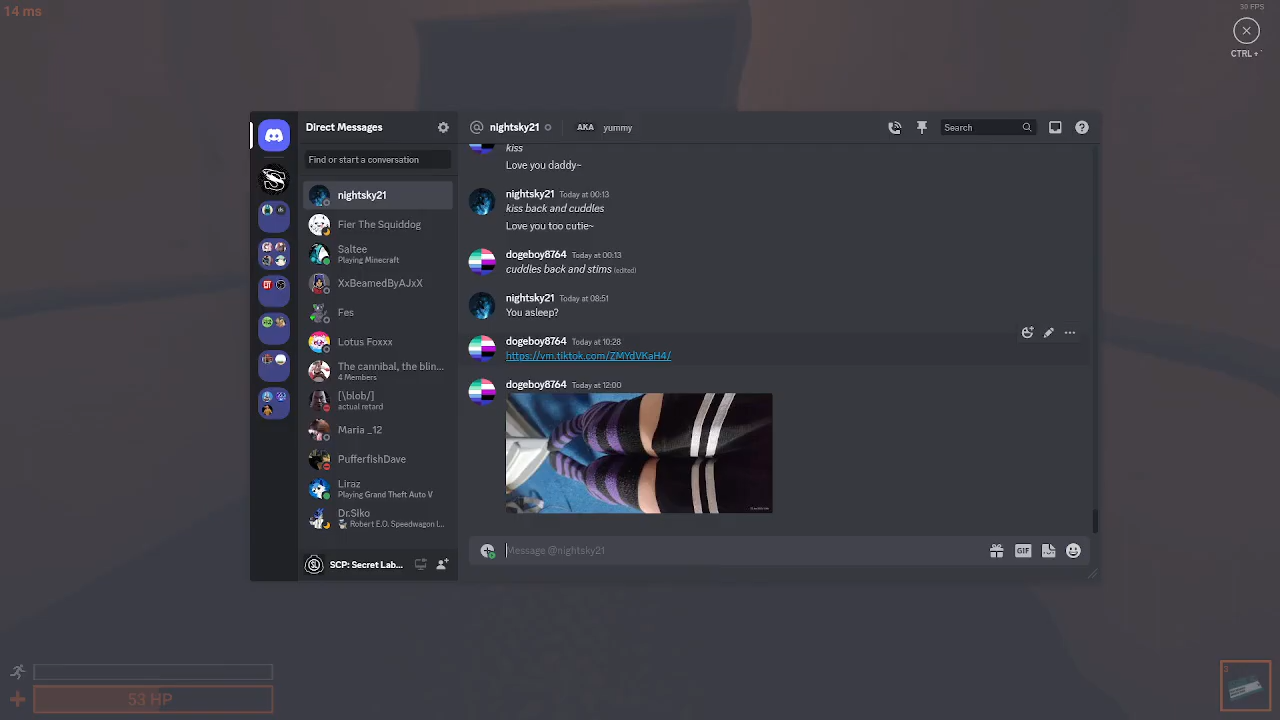 14 ms
30 FPS
CTRL + `
Direct Messages
Find or start a conversation
nightsky21
Fier The Squiddog
Saltee
Playing Minecraft
XxBeamedByAJxX
Fes
Lotus Foxxx
The cannibal, the blin...
4 Members
[\blob/]
actual retard
Maria _12
PufferfishDave
Liraz
Playing Grand Theft Auto V
Dr.Siko
Robert E.O. Speedwagon I...
SCP: Secret Lab...
@ nightsky21
AKA yummy
Search
kiss
Love you daddy~
nightsky21 Today at 00:13
kiss back and cuddles
Love you too cutie~
dogeboy8764 Today at 00:13
cuddles back and stims (edited)
nightsky21 Today at 08:51
You asleep?
dogeboy8764 Today at 10:28
https://vm.tiktok.com/ZMYdVKaH4/
dogeboy8764 Today at 12:00
Message @nightsky21
GIF
53 HP
3